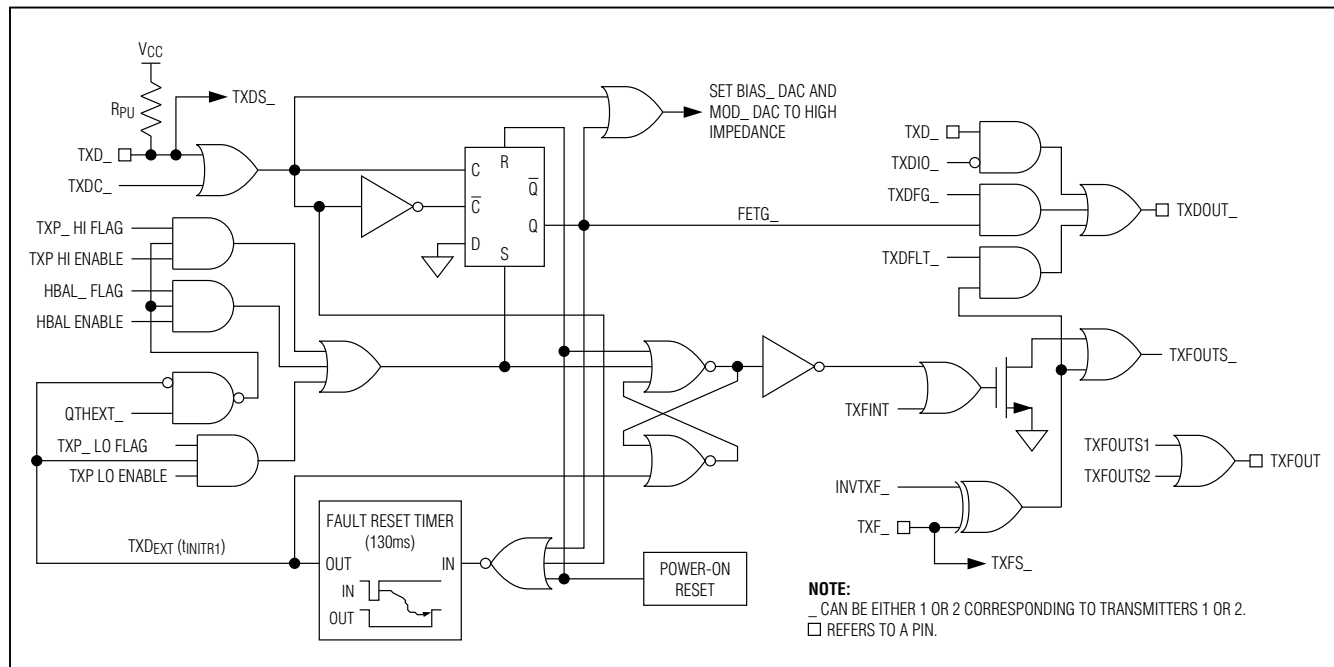 VCC
RPU
TXDS_
TXD_
TXDC_
SET BIAS_ DAC AND
MOD_ DAC TO HIGH
IMPEDANCE
R
C
C
D
S
Q
Q
FETG_
TXD_
TXDIO_
TXDFG_
TXDFLT_
TXDOUT_
TXP_ HI FLAG
TXP HI ENABLE
HBAL_ FLAG
HBAL ENABLE
QTHEXT_
TXP_ LO FLAG
TXP LO ENABLE
TXFINT
TXFOUTS_
TXFOUTS1
TXFOUTS2
TXFOUT
INVTXF_
TXF_
TXFS_
TXDEXT (tINITR1)
FAULT RESET TIMER
(130ms)
OUT
IN
IN
OUT
POWER-ON
RESET
NOTE:
_ CAN BE EITHER 1 OR 2 CORRESPONDING TO TRANSMITTERS 1 OR 2.
REFERS TO A PIN.